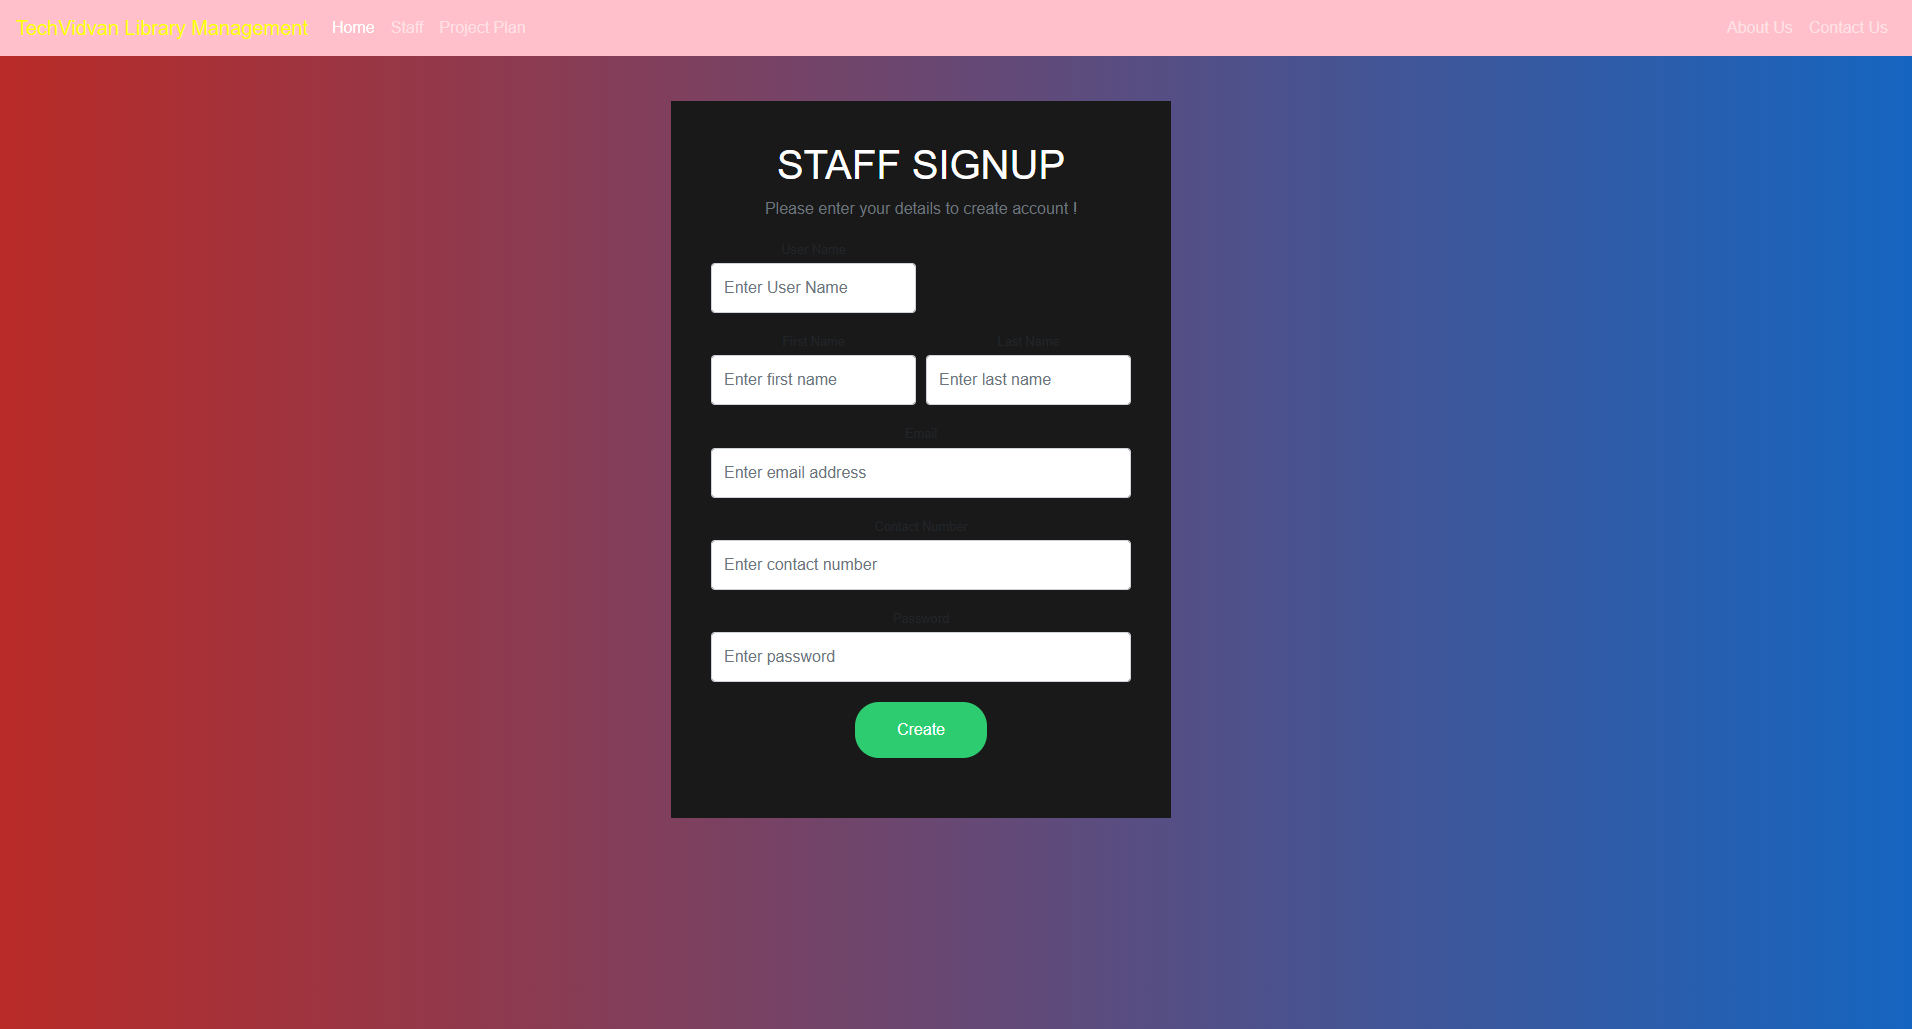 TechVidvan Library Management Home Staff Project Plan About Us Contact Us
STAFF SIGNUP
Please enter your details to create account !
User Name
Enter User Name
First Name Last Name
Enter first name Enter last name
Email
Enter email address
Contact Number
Enter contact number
Password
Enter password
Create